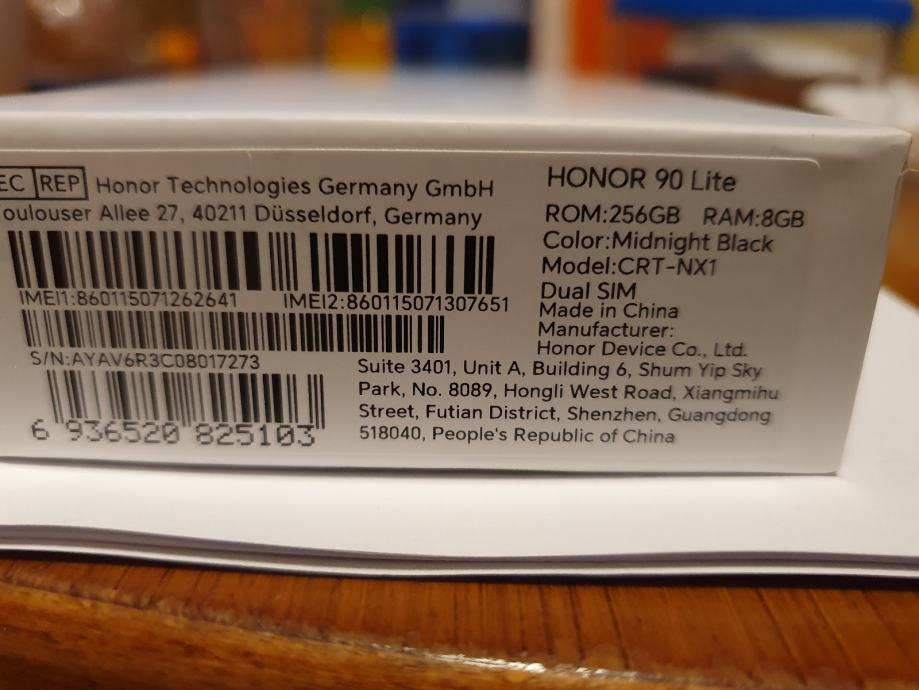 EC REP Honor Technologies Germany GmbH
oulouser Allee 27, 40211 Düsseldorf, Germany
IMEI1:860115071262641 IMEI2:860115071307651
S/N:AYAV6R3C08017273
6 936520 825103
HONOR 90 Lite
ROM:256GB RAM:8GB
Color:Midnight Black
Model:CRT-NX1
Dual SIM
Made in China
Manufacturer:
Honor Device Co., Ltd.
Suite 3401, Unit A, Building 6, Shum Yip Sky
Park, No. 8089, Hongli West Road, Xiangmihu
Street, Futian District, Shenzhen, Guangdong
518040, People's Republic of China